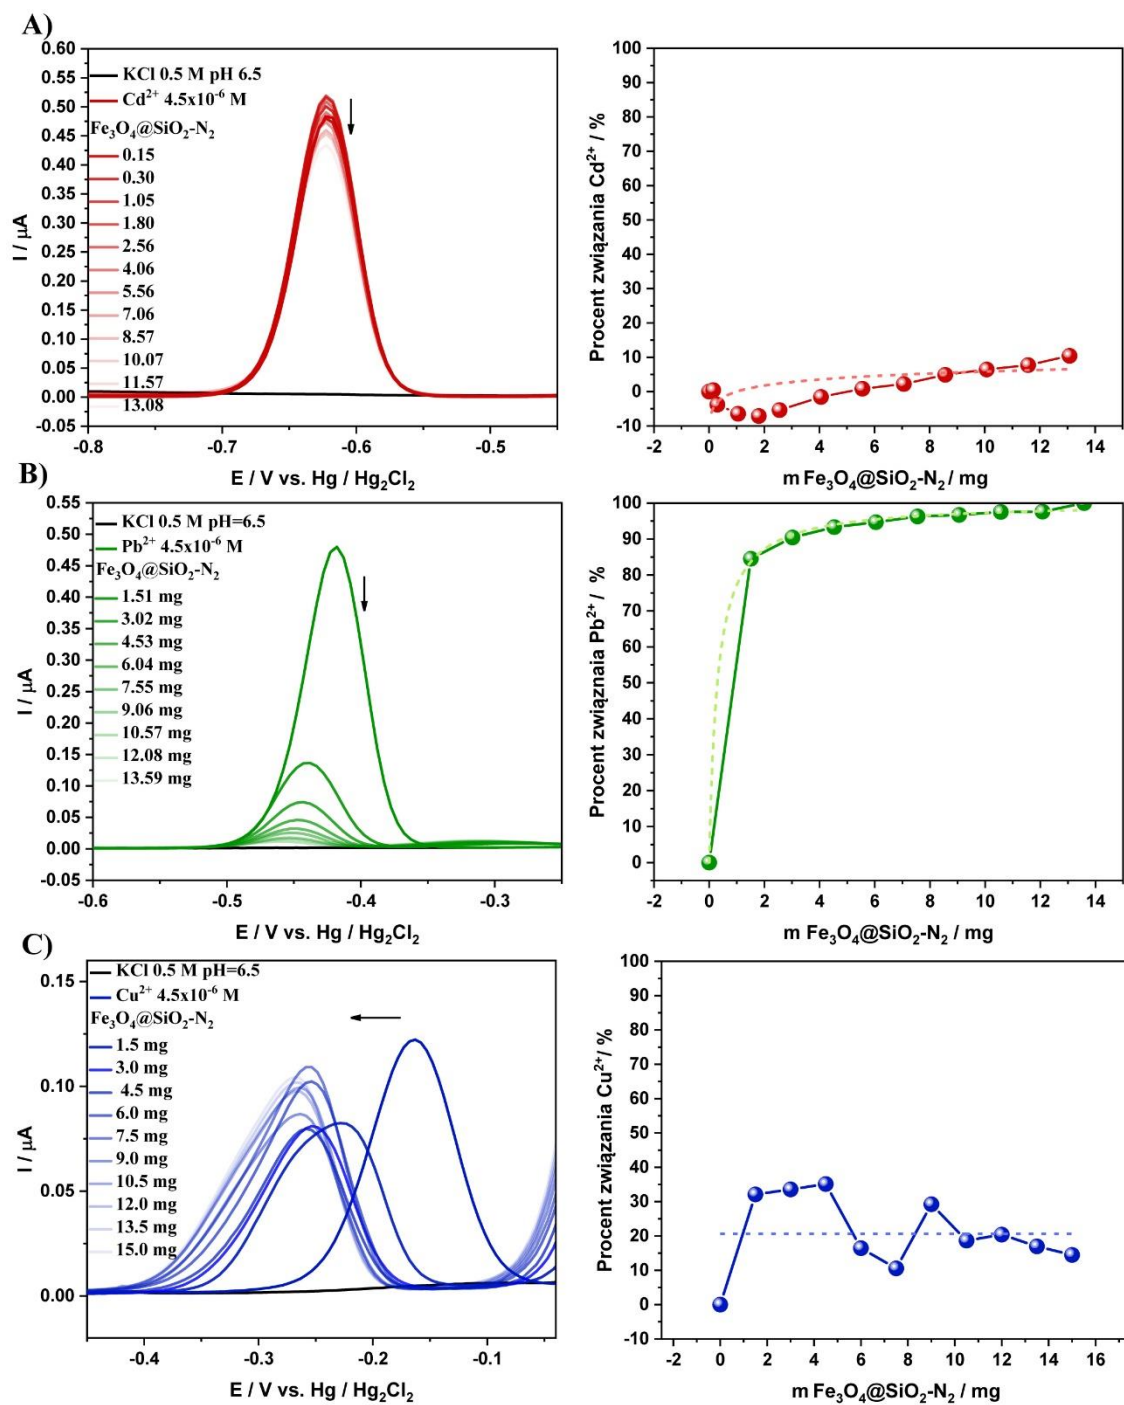 A)
0.60
0.55
0.50
0.45
0.40
0.35
0.30
0.25
0.20
0.15
0.10
0.05
0.00
-0.05
I / µA
KCl 0.5 M pH 6.5
Cd²⁺ 4.5x10⁻⁶ M
Fe₃O₄@SiO₂-N₂
0.15
0.30
1.05
1.80
2.56
4.06
5.56
7.06
8.57
10.07
11.57
13.08
-0.8 -0.7 -0.6 -0.5
E / V vs. Hg / Hg₂Cl₂
100
90
80
70
60
50
40
30
20
10
0
-10
Procent związania Cd²⁺ / %
-2 0 2 4 6 8 10 12 14
m Fe₃O₄@SiO₂-N₂ / mg
B)
0.55
0.50
0.45
0.40
0.35
0.30
0.25
0.20
0.15
0.10
0.05
0.00
-0.05
I / µA
KCl 0.5 M pH=6.5
Pb²⁺ 4.5x10⁻⁶ M
Fe₃O₄@SiO₂-N₂
1.51 mg
3.02 mg
4.53 mg
6.04 mg
7.55 mg
9.06 mg
10.57 mg
12.08 mg
13.59 mg
-0.6 -0.5 -0.4 -0.3
E / V vs. Hg / Hg₂Cl₂
100
90
80
70
60
50
40
30
20
10
0
Procent związnaia Pb²⁺ / %
-2 0 2 4 6 8 10 12 14
m Fe₃O₄@SiO₂-N₂ / mg
C)
0.15
0.10
0.05
0.00
I / µA
KCl 0.5 M pH=6.5
Cu²⁺ 4.5x10⁻⁶ M
Fe₃O₄@SiO₂-N₂
1.5 mg
3.0 mg
4.5 mg
6.0 mg
7.5 mg
9.0 mg
10.5 mg
12.0 mg
13.5 mg
15.0 mg
-0.4 -0.3 -0.2 -0.1
E / V vs. Hg / Hg₂Cl₂
100
90
80
70
60
50
40
30
20
10
0
-10
Procent związania Cu²⁺/ %
-2 0 2 4 6 8 10 12 14 16
m Fe₃O₄@SiO₂-N₂ / mg